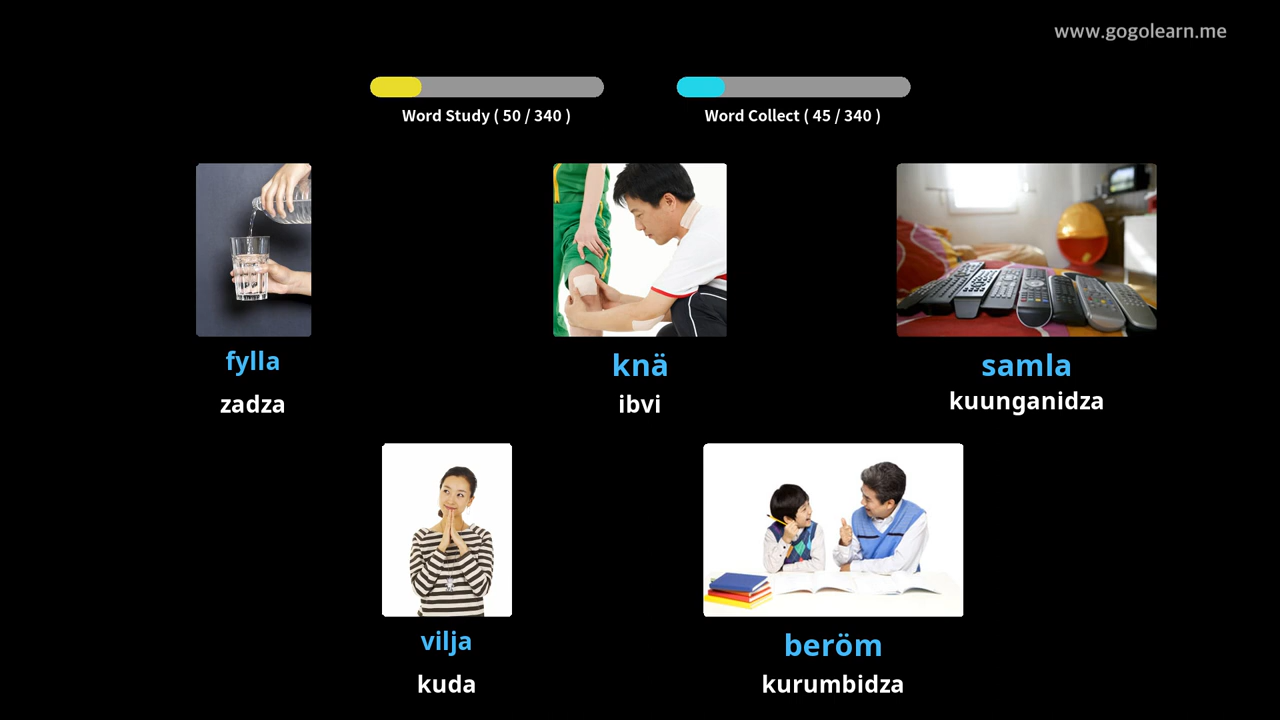 www.gogolearn.me
Word Study ( 50 / 340 )
Word Collect ( 45 / 340 )
fylla
zadza
knä
ibvi
samla
kuunganidza
vilja
kuda
beröm
kurumbidza